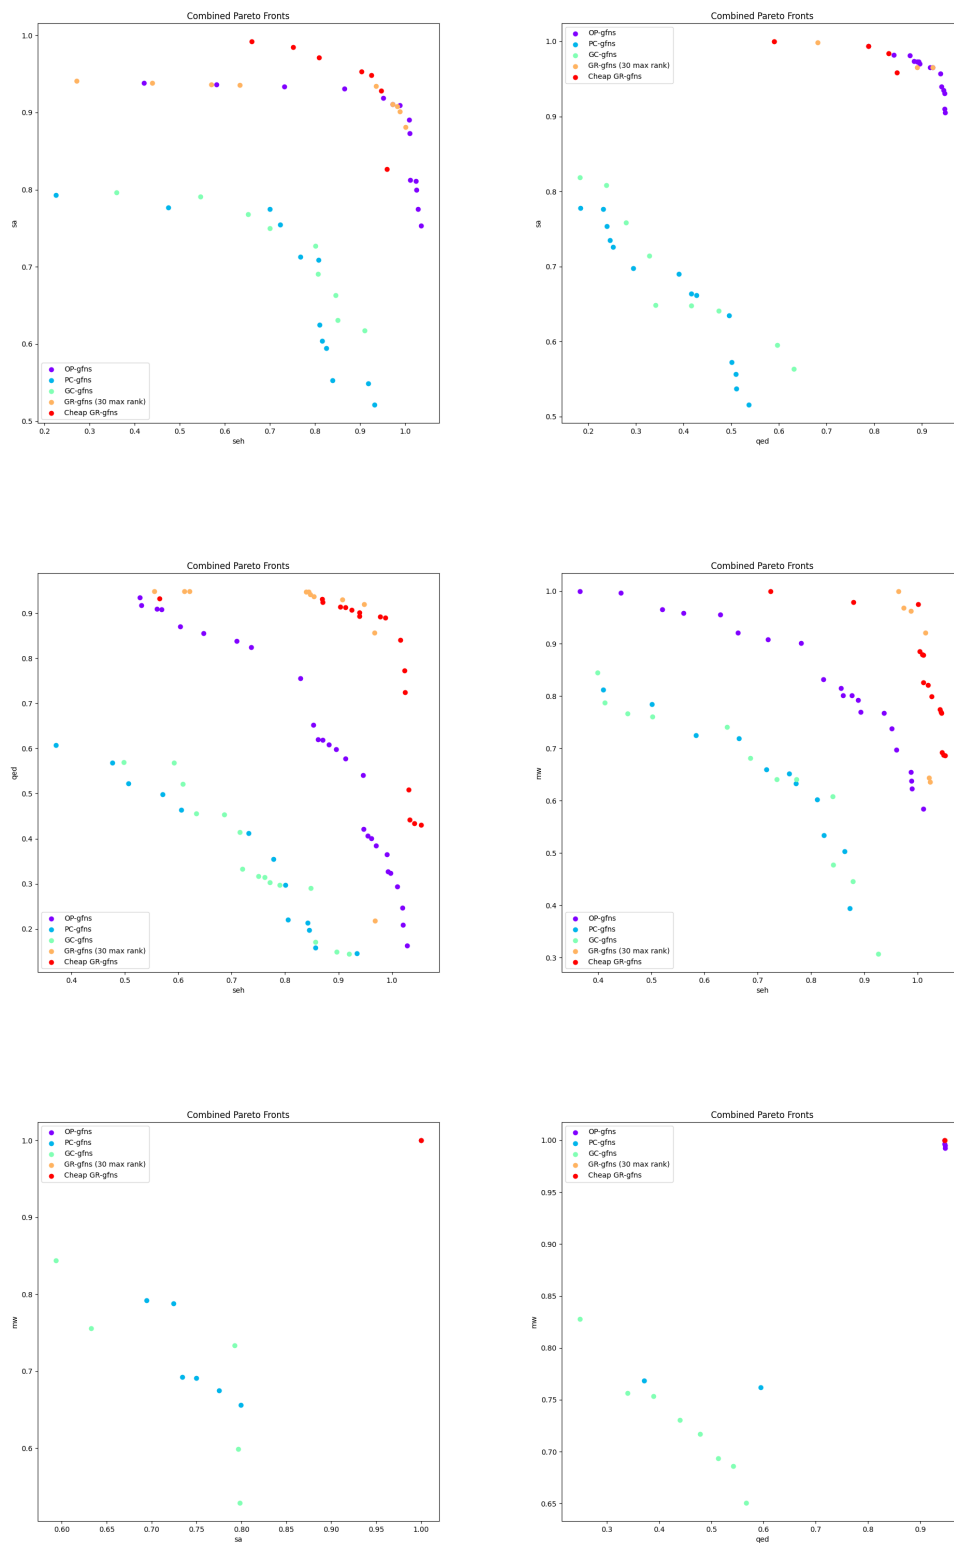 Combined Pareto Fronts
1.0
0.9
0.8
0.7
0.6
0.5
sa
OP-gfns
PC-gfns
GC-gfns
GR-gfns (30 max rank)
Cheap GR-gfns
0.2 0.3 0.4 0.5 0.6 0.7 0.8 0.9 1.0
seh
Combined Pareto Fronts
OP-gfns
PC-gfns
GC-gfns
GR-gfns (30 max rank)
Cheap GR-gfns
1.0
0.9
0.8
0.7
0.6
0.5
sa
0.2 0.3 0.4 0.5 0.6 0.7 0.8 0.9
qed
Combined Pareto Fronts
0.9
0.8
0.7
0.6
0.5
0.4
0.3
0.2
qed
OP-gfns
PC-gfns
GC-gfns
GR-gfns (30 max rank)
Cheap GR-gfns
0.4 0.5 0.6 0.7 0.8 0.9 1.0
seh
Combined Pareto Fronts
1.0
0.9
0.8
0.7
0.6
0.5
0.4
0.3
mw
OP-gfns
PC-gfns
GC-gfns
GR-gfns (30 max rank)
Cheap GR-gfns
0.4 0.5 0.6 0.7 0.8 0.9 1.0
seh
Combined Pareto Fronts
OP-gfns
PC-gfns
GC-gfns
GR-gfns (30 max rank)
Cheap GR-gfns
1.0
0.9
0.8
0.7
0.6
mw
0.60 0.65 0.70 0.75 0.80 0.85 0.90 0.95 1.00
sa
Combined Pareto Fronts
OP-gfns
PC-gfns
GC-gfns
GR-gfns (30 max rank)
Cheap GR-gfns
1.00
0.95
0.90
0.85
0.80
0.75
0.70
0.65
mw
0.3 0.4 0.5 0.6 0.7 0.8 0.9
qed